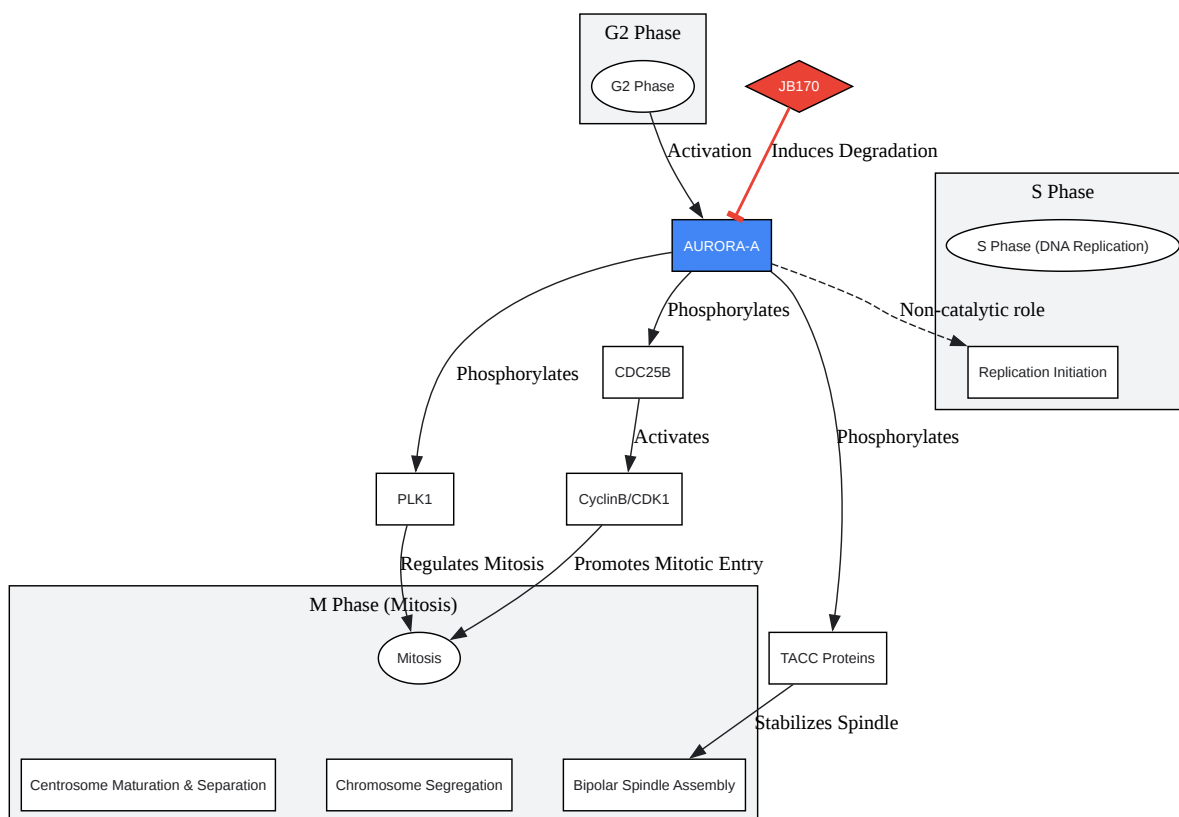 G2 Phase
G2 Phase
JB170
Activation
Induces Degradation
S Phase
S Phase (DNA Replication)
AURORA-A
Phosphorylates
Non-catalytic role
Phosphorylates
CDC25B
Replication Initiation
Activates
Phosphorylates
PLK1
CyclinB/CDK1
Regulates Mitosis
Promotes Mitotic Entry
M Phase (Mitosis)
Mitosis
TACC Proteins
Stabilizes Spindle
Centrosome Maturation & Separation
Chromosome Segregation
Bipolar Spindle Assembly